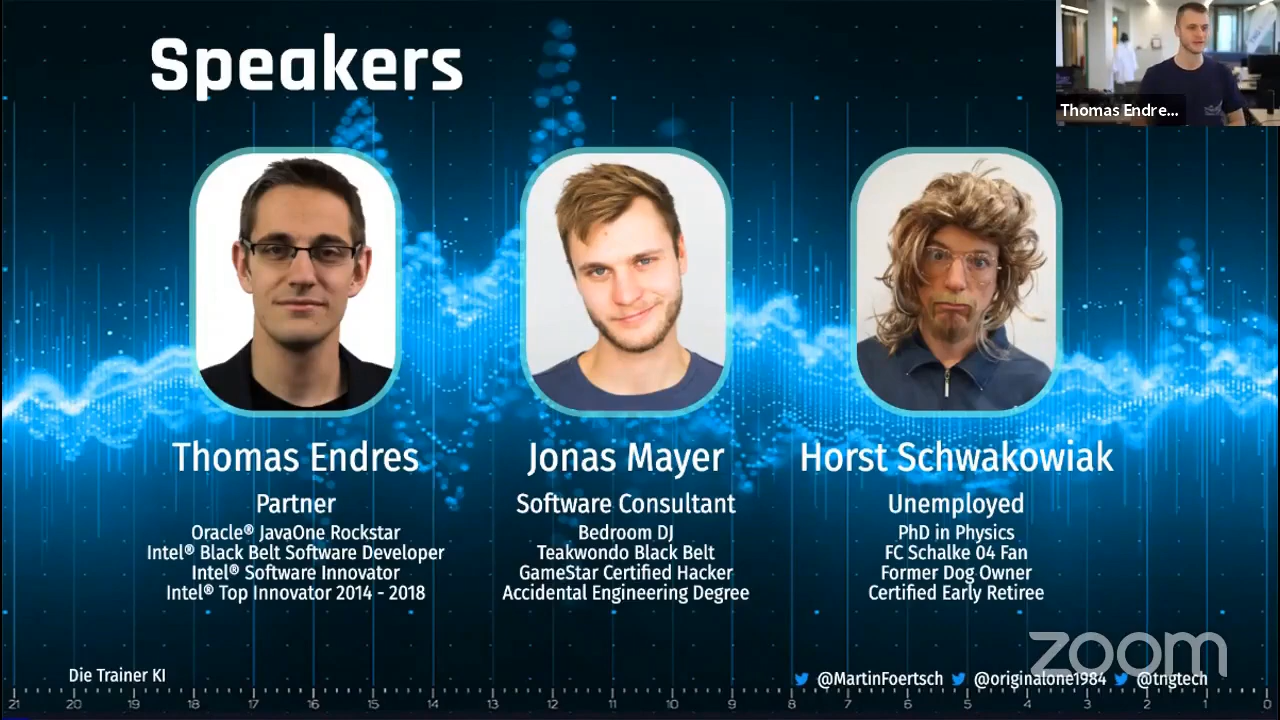 Speakers
Thomas Endre...
Thomas Endres
Partner
Oracle® JavaOne Rockstar
Intel® Black Belt Software Developer
Intel® Software Innovator
Intel® Top Innovator 2014 - 2018
Jonas Mayer
Software Consultant
Bedroom DJ
Teakwondo Black Belt
GameStar Certified Hacker
Accidental Engineering Degree
Horst Schwakowiak
Unemployed
PhD in Physics
FC Schalke 04 Fan
Former Dog Owner
Certified Early Retiree
zoom
Die Trainer KI
@MartinFoertsch @originalone1984 @tngtech
21 20 19 18 17 16 15 14 13 12 11 10 9 8 7 6 5 4 3 2 1 0